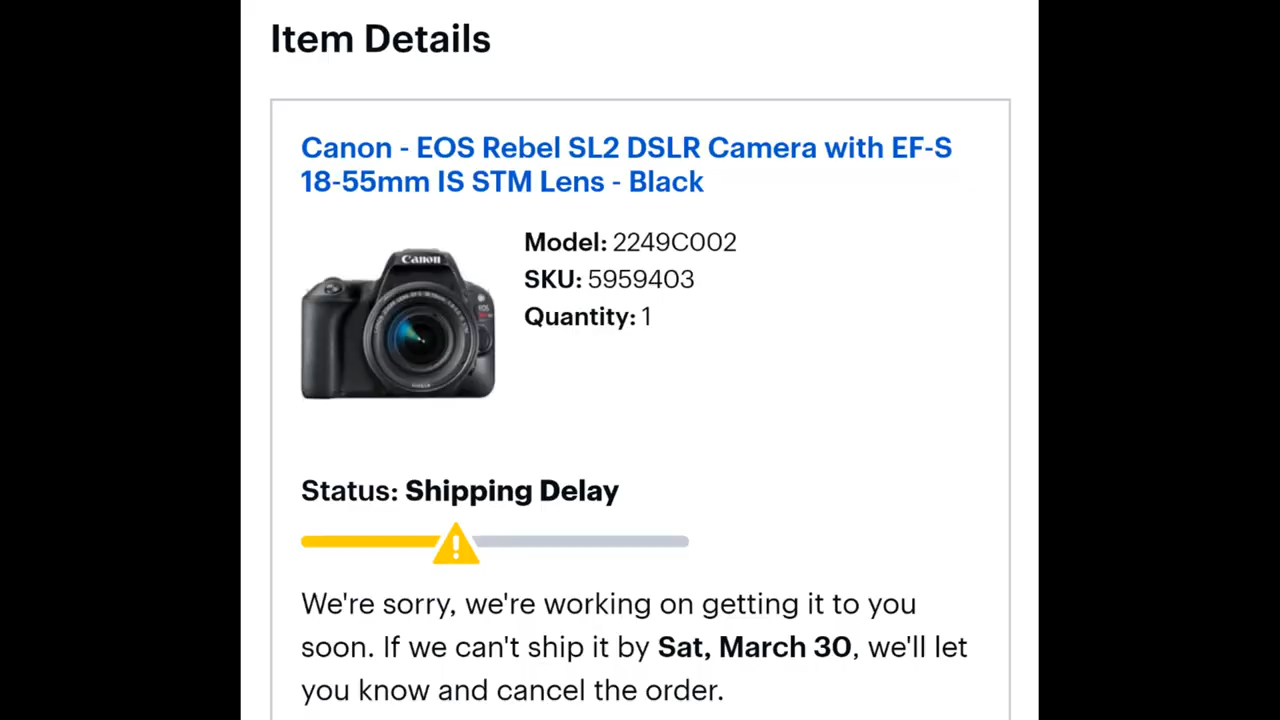 Item Details
Canon - EOS Rebel SL2 DSLR Camera with EF-S
18-55mm IS STM Lens - Black
Canon
Model: 2249C002
SKU: 5959403
Quantity: 1
Status: Shipping Delay
We're sorry, we're working on getting it to you
soon. If we can't ship it by Sat, March 30, we'll let
you know and cancel the order.